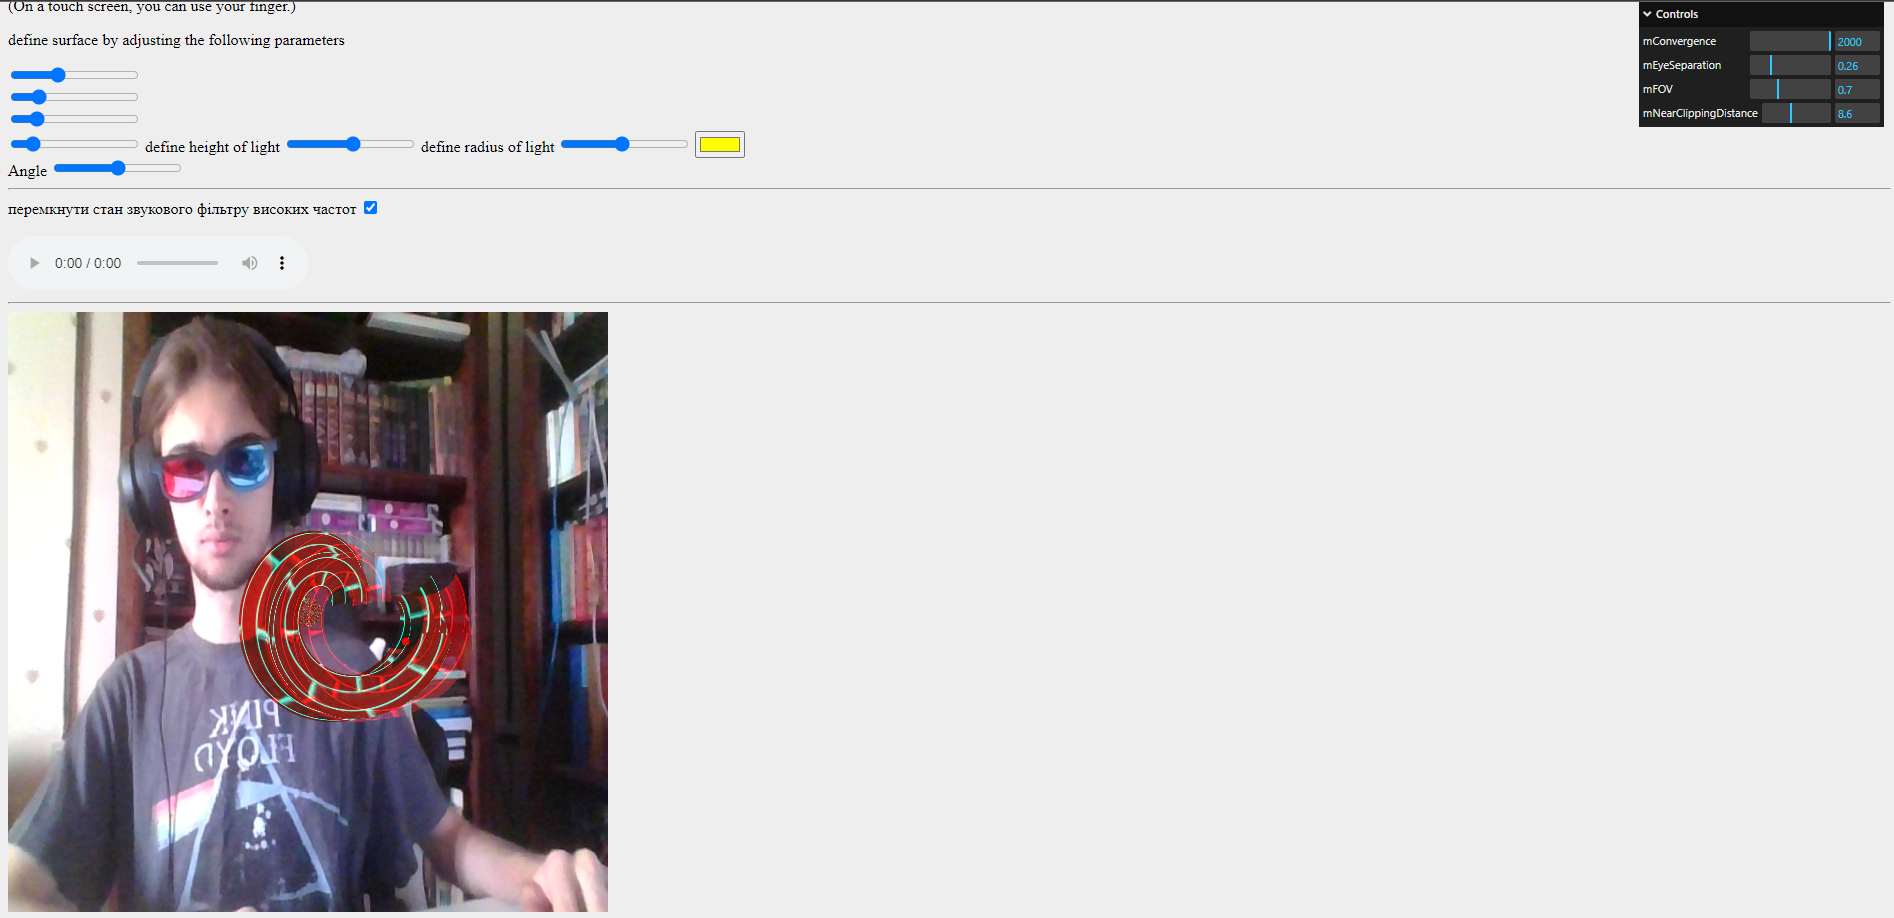 (On a touch screen, you can use your finger.)
define surface by adjusting the following parameters
define height of light define radius of light
Angle
перемкнути стан звукового фільтру високих частот
0:00 / 0:00
Controls
mConvergence 2000
mEyeSeparation 0.26
mFOV 0.7
mNearClippingDistance 8.6
PINK
FLOYD